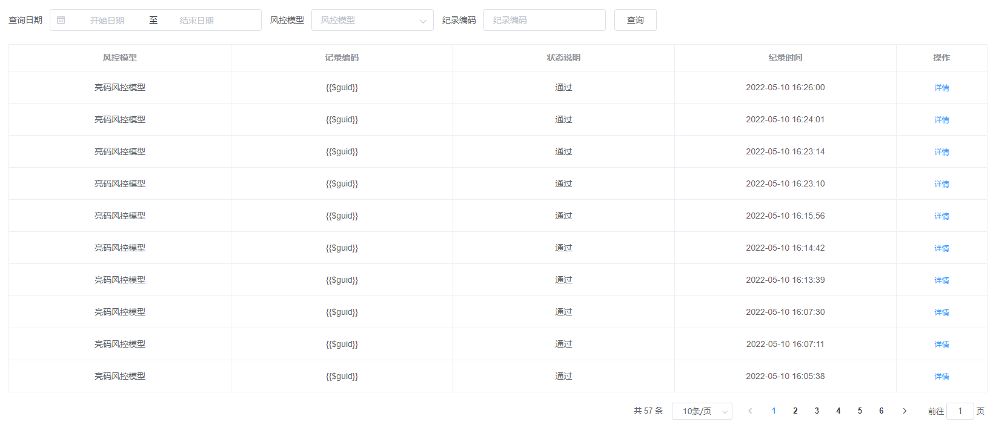 查询日期 开始日期 至 结束日期 风控模型 风控模型 纪录编码 纪录编码 查询
风控模型 记录编码 状态说明 纪录时间 操作
亮码风控模型 {{$guid}} 通过 2022-05-10 16:26:00 详情
亮码风控模型 {{$guid}} 通过 2022-05-10 16:24:01 详情
亮码风控模型 {{$guid}} 通过 2022-05-10 16:23:14 详情
亮码风控模型 {{$guid}} 通过 2022-05-10 16:23:10 详情
亮码风控模型 {{$guid}} 通过 2022-05-10 16:15:56 详情
亮码风控模型 {{$guid}} 通过 2022-05-10 16:14:42 详情
亮码风控模型 {{$guid}} 通过 2022-05-10 16:13:39 详情
亮码风控模型 {{$guid}} 通过 2022-05-10 16:07:30 详情
亮码风控模型 {{$guid}} 通过 2022-05-10 16:07:11 详情
亮码风控模型 {{$guid}} 通过 2022-05-10 16:05:38 详情
共 57 条 10条/页 1 2 3 4 5 6 前往 1 页